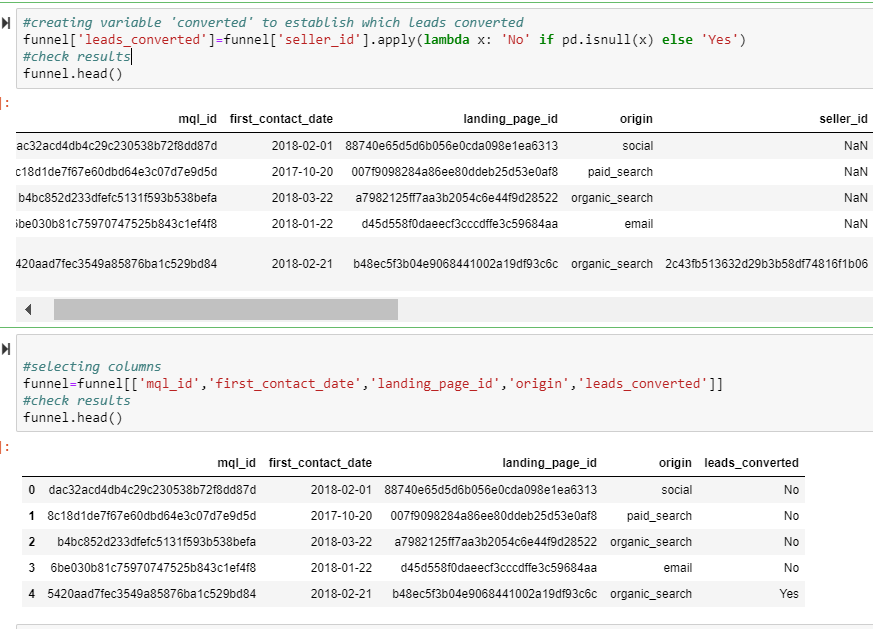 #creating variable 'converted' to establish which leads converted
funnel['leads_converted']=funnel['seller_id'].apply(lambda x: 'No' if pd.isnull(x) else 'Yes')
#check results
funnel.head()
]:
mql_id first_contact_date landing_page_id origin seller_id
ac32acd4db4c29c230538b72f8dd87d 2018-02-01 88740e65d5d6b056e0cda098e1ea6313 social NaN
c18d1de7f67e60dbd64e3c07d7e9d5d 2017-10-20 007f9098284a86ee80ddeb25d53e0af8 paid_search NaN
b4bc852d233dfefc5131f593b538befa 2018-03-22 a7982125ff7aa3b2054c6e44f9d28522 organic_search NaN
6be030b81c75970747525b843c1ef4f8 2018-01-22 d45d558f0daeecf3cccdffe3c59684aa email NaN
420aad7fec3549a85876ba1c529bd84 2018-02-21 b48ec5f3b04e9068441002a19df93c6c organic_search 2c43fb513632d29b3b58df74816f1b06
#selecting columns
funnel=funnel[['mql_id','first_contact_date','landing_page_id','origin','leads_converted']]
#check results
funnel.head()
]:
mql_id first_contact_date landing_page_id origin leads_converted
0 dac32acd4db4c29c230538b72f8dd87d 2018-02-01 88740e65d5d6b056e0cda098e1ea6313 social No
1 8c18d1de7f67e60dbd64e3c07d7e9d5d 2017-10-20 007f9098284a86ee80ddeb25d53e0af8 paid_search No
2 b4bc852d233dfefc5131f593b538befa 2018-03-22 a7982125ff7aa3b2054c6e44f9d28522 organic_search No
3 6be030b81c75970747525b843c1ef4f8 2018-01-22 d45d558f0daeecf3cccdffe3c59684aa email No
4 5420aad7fec3549a85876ba1c529bd84 2018-02-21 b48ec5f3b04e9068441002a19df93c6c organic_search Yes